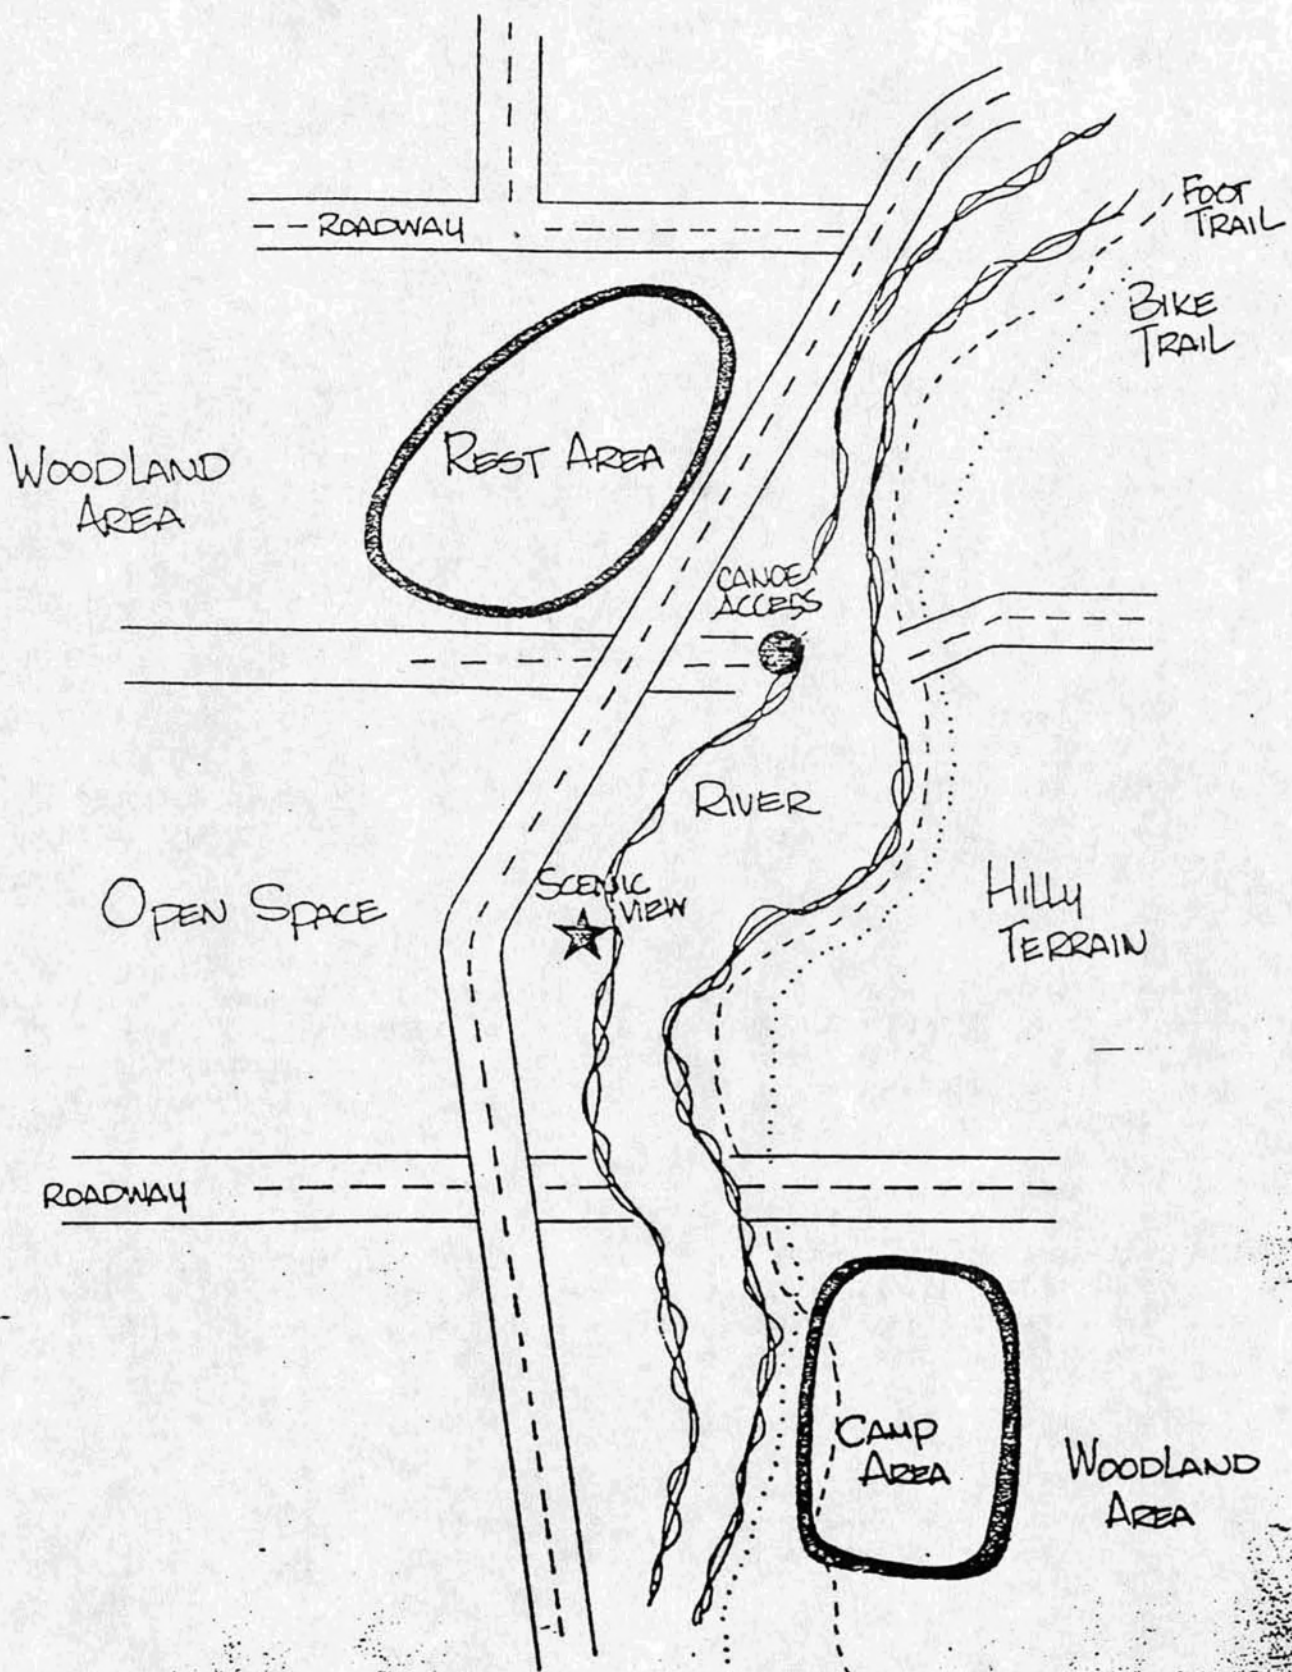 FOOT
TRAIL
ROADWAY
BIKE
TRAIL
REST AREA
WOODLAND
AREA
CANOE
ACCESS
RIVER
SCENIC
VIEW
OPEN SPACE
HILLY
TERRAIN
ROADWAY
CAMP
AREA
WOODLAND
AREA